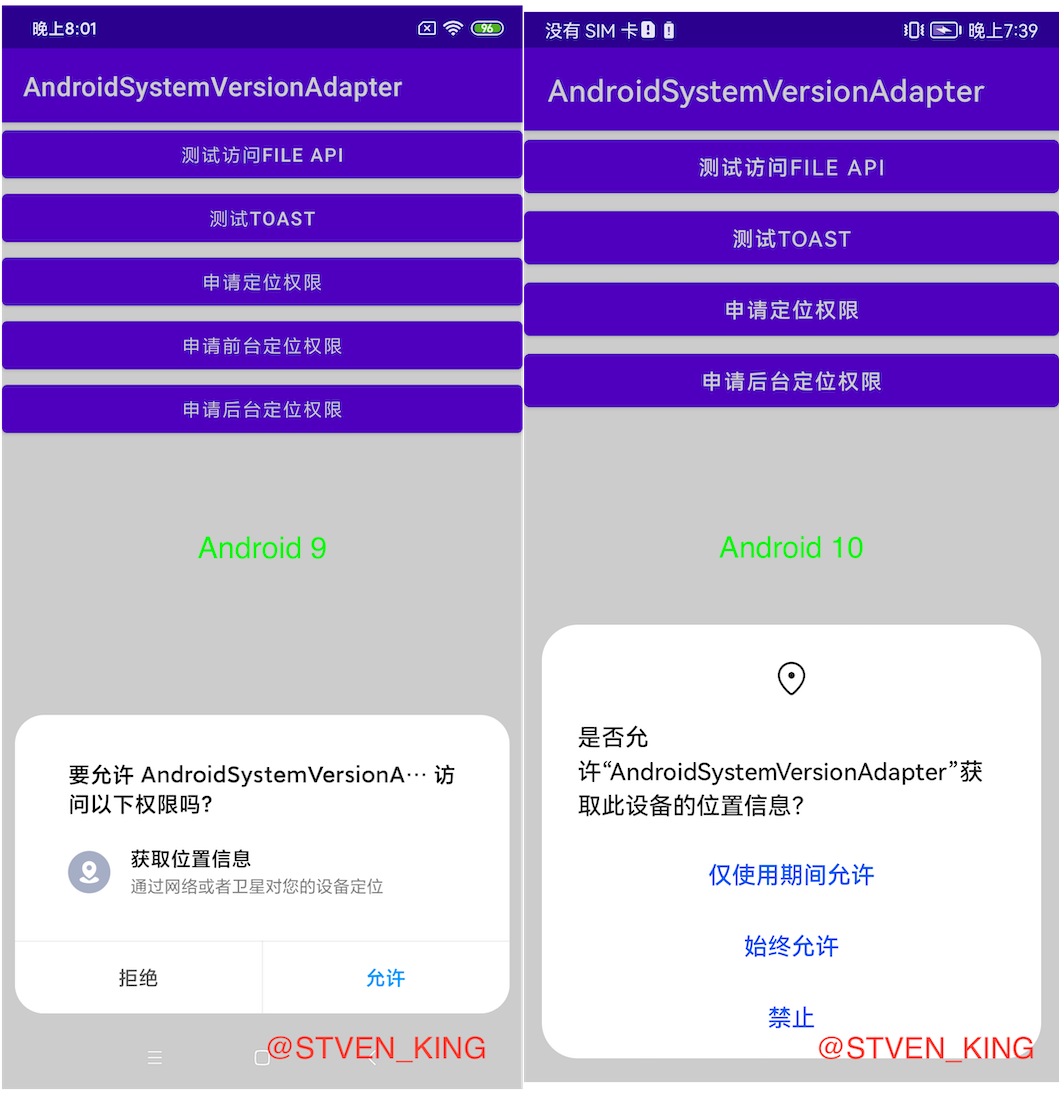 晚上8:01
96
AndroidSystemVersionAdapter
测试访问FILE API
测试TOAST
申请定位权限
申请前台定位权限
申请后台定位权限
Android 9
要允许 AndroidSystemVersionA… 访
问以下权限吗?
获取位置信息
通过网络或者卫星对您的设备定位
拒绝
允许
@STVEN_KING
没有 SIM 卡
晚上7:39
AndroidSystemVersionAdapter
测试访问FILE API
测试TOAST
申请定位权限
申请后台定位权限
Android 10
是否允
许“AndroidSystemVersionAdapter”获
取此设备的位置信息?
仅使用期间允许
始终允许
禁止
@STVEN_KING